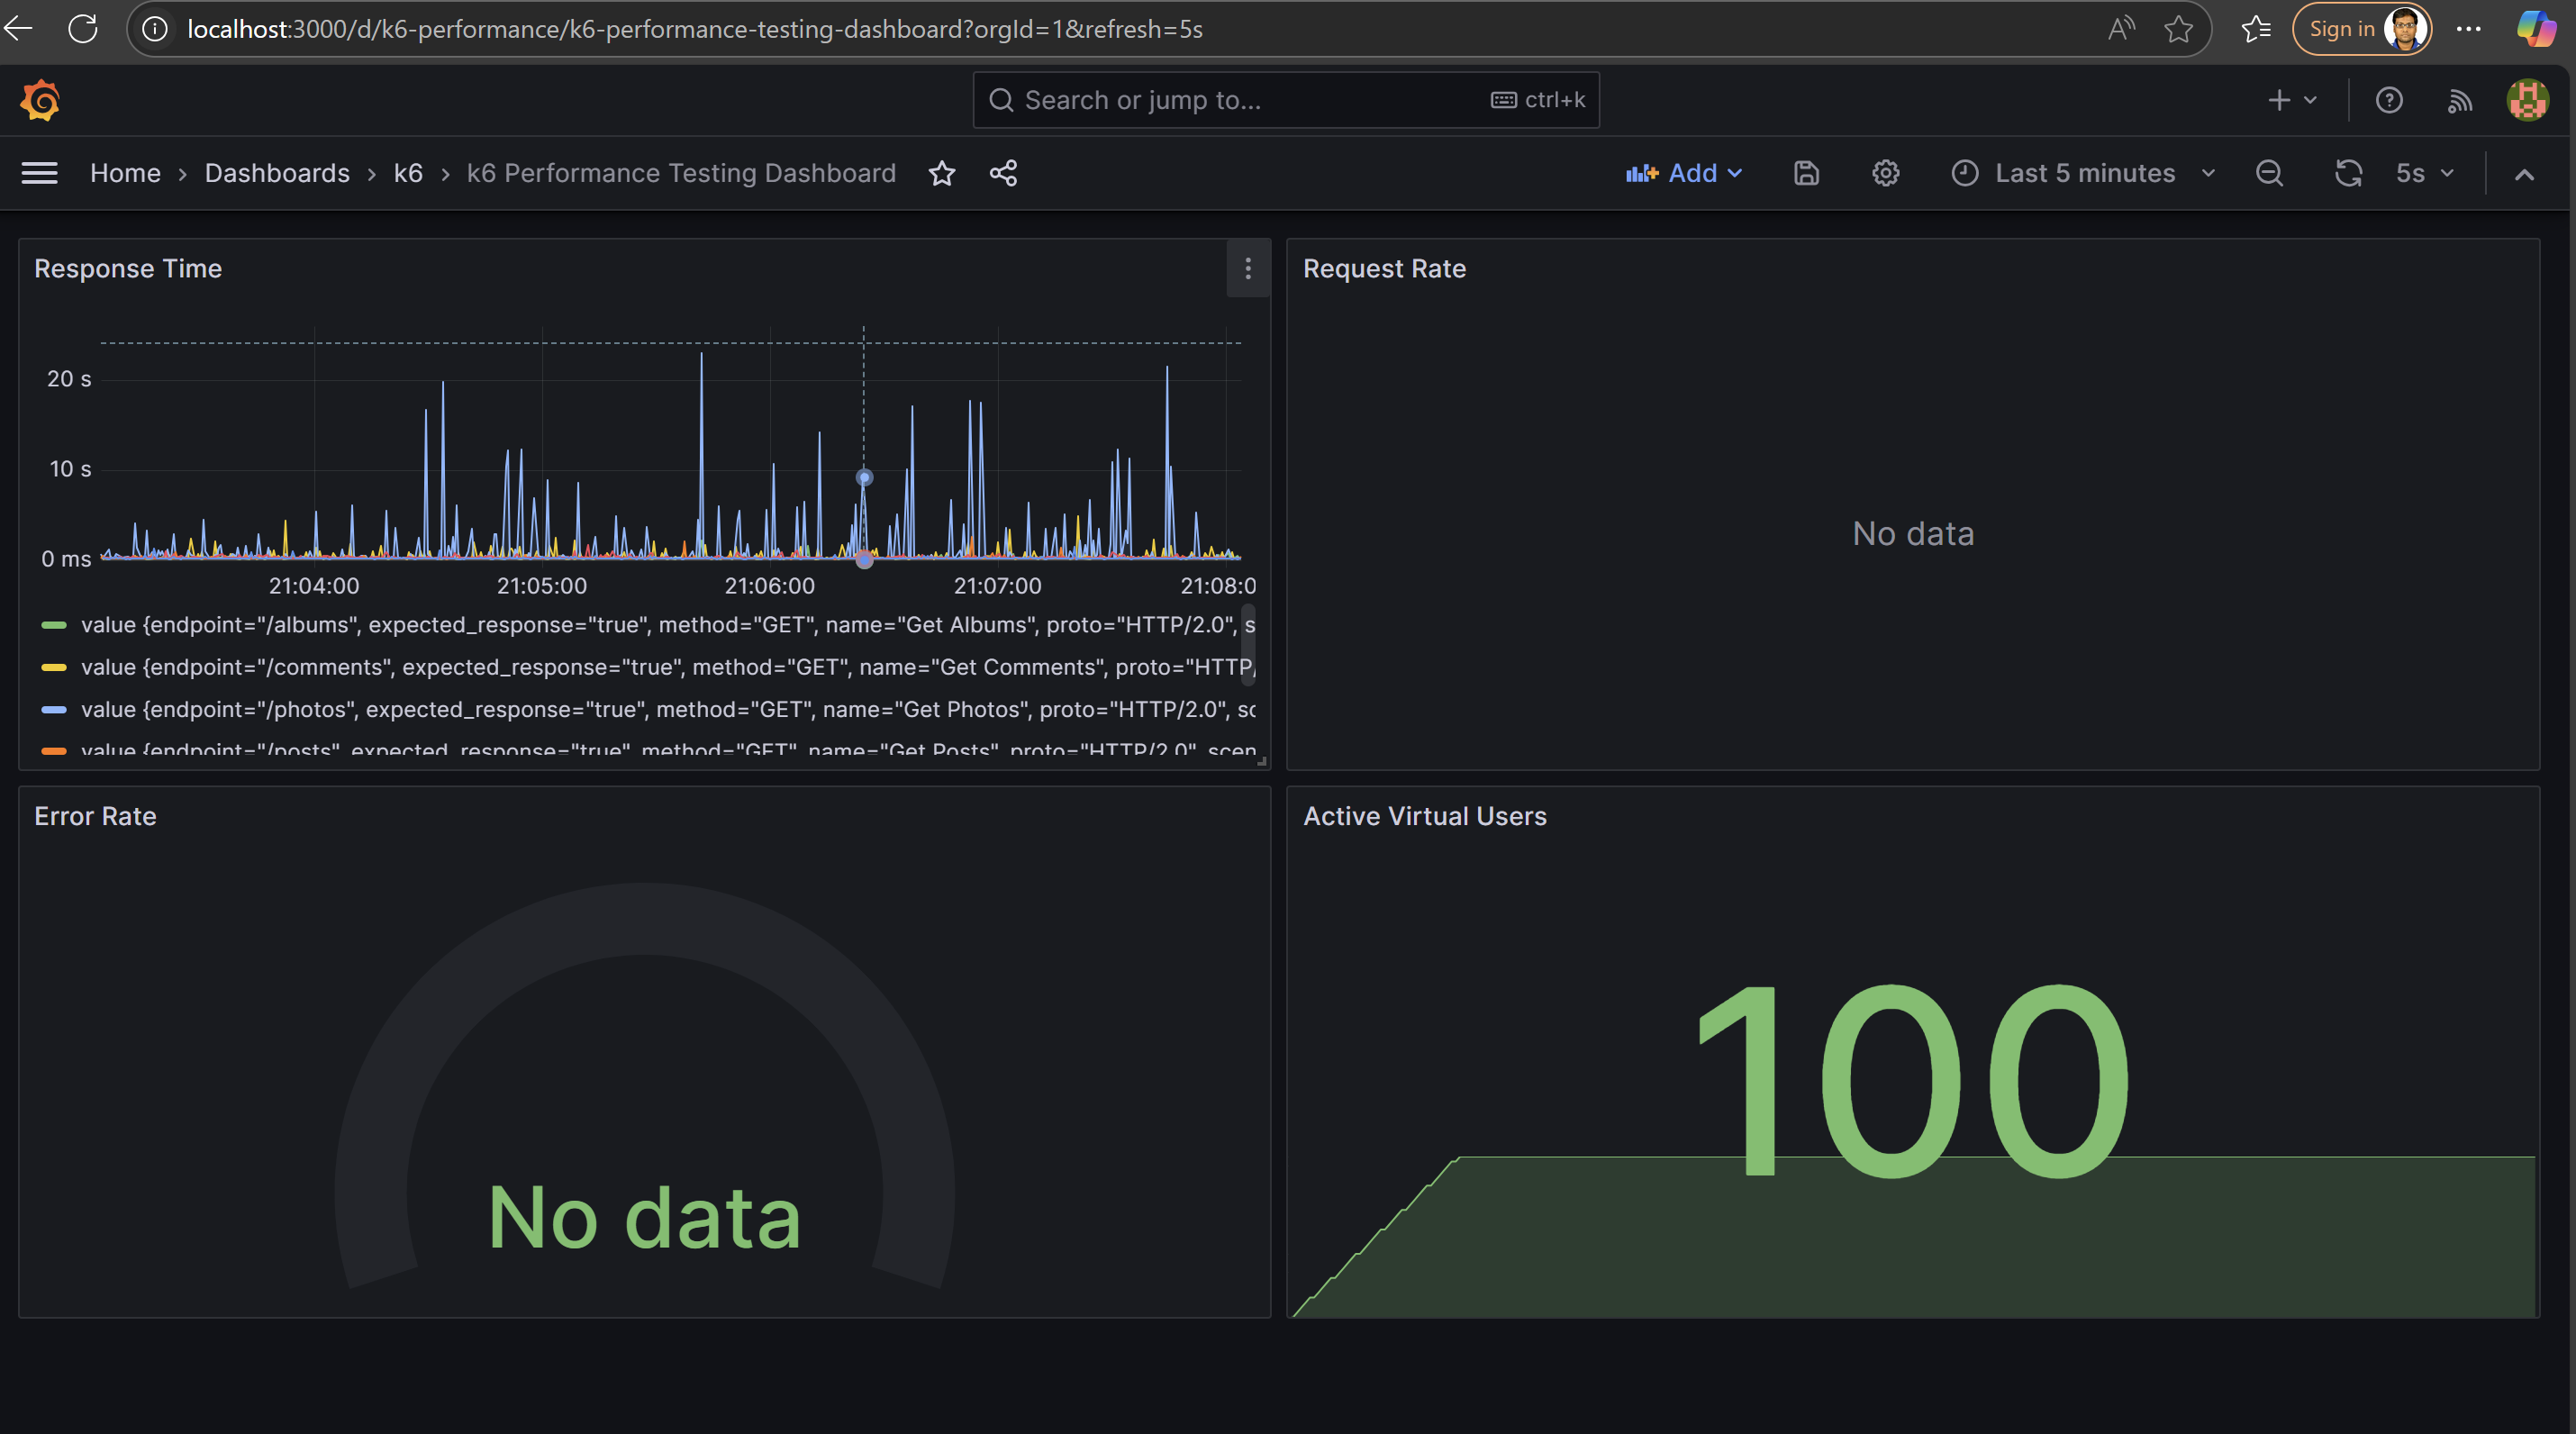 localhost:3000/d/k6-performance/k6-performance-testing-dashboard?orgId=1&refresh=5s
Sign in
Search or jump to...
ctrl+k
Home › Dashboards › k6 › k6 Performance Testing Dashboard
Add
Last 5 minutes
5s
Response Time
20 s
10 s
0 ms
21:04:00 21:05:00 21:06:00 21:07:00 21:08:0
value {endpoint="/albums", expected_response="true", method="GET", name="Get Albums", proto="HTTP/2.0", s
value {endpoint="/comments", expected_response="true", method="GET", name="Get Comments", proto="HTTP/
value {endpoint="/photos", expected_response="true", method="GET", name="Get Photos", proto="HTTP/2.0", sc
value {endpoint="/posts", expected_response="true", method="GET", name="Get Posts", proto="HTTP/2.0", scen
Request Rate
No data
Error Rate
No data
Active Virtual Users
100